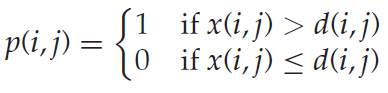 p(i,j) = { 1 if x(i,j) > d(i,j)
0 if x(i,j) ≤ d(i,j)